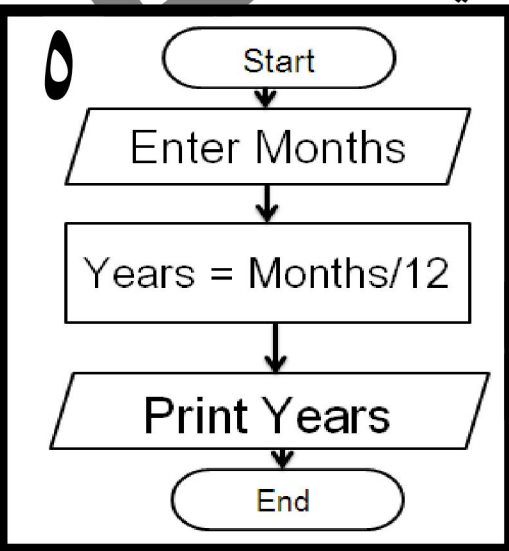 ٥
Start
Enter Months
Years = Months/12
Print Years
End